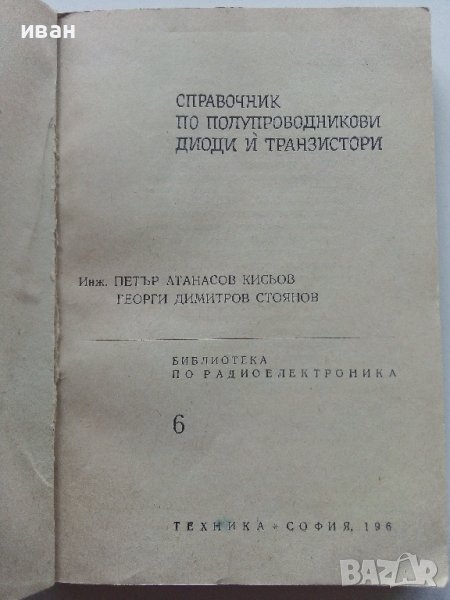 иван
СПРАВОЧНИК
ПО ПОЛУПРОВОДНИКОВИ
ДИОДИ И ТРАНЗИСТОРИ
Инж. ПЕТЪР АТАНАСОВ КИСЬОВ
ГЕОРГИ ДИМИТРОВ СТОЯНОВ
БИБЛИОТЕКА
ПО РАДИОЕЛЕКТРОНИКА
6
ТЕХНИКА * СОФИЯ, 196
BAZAR